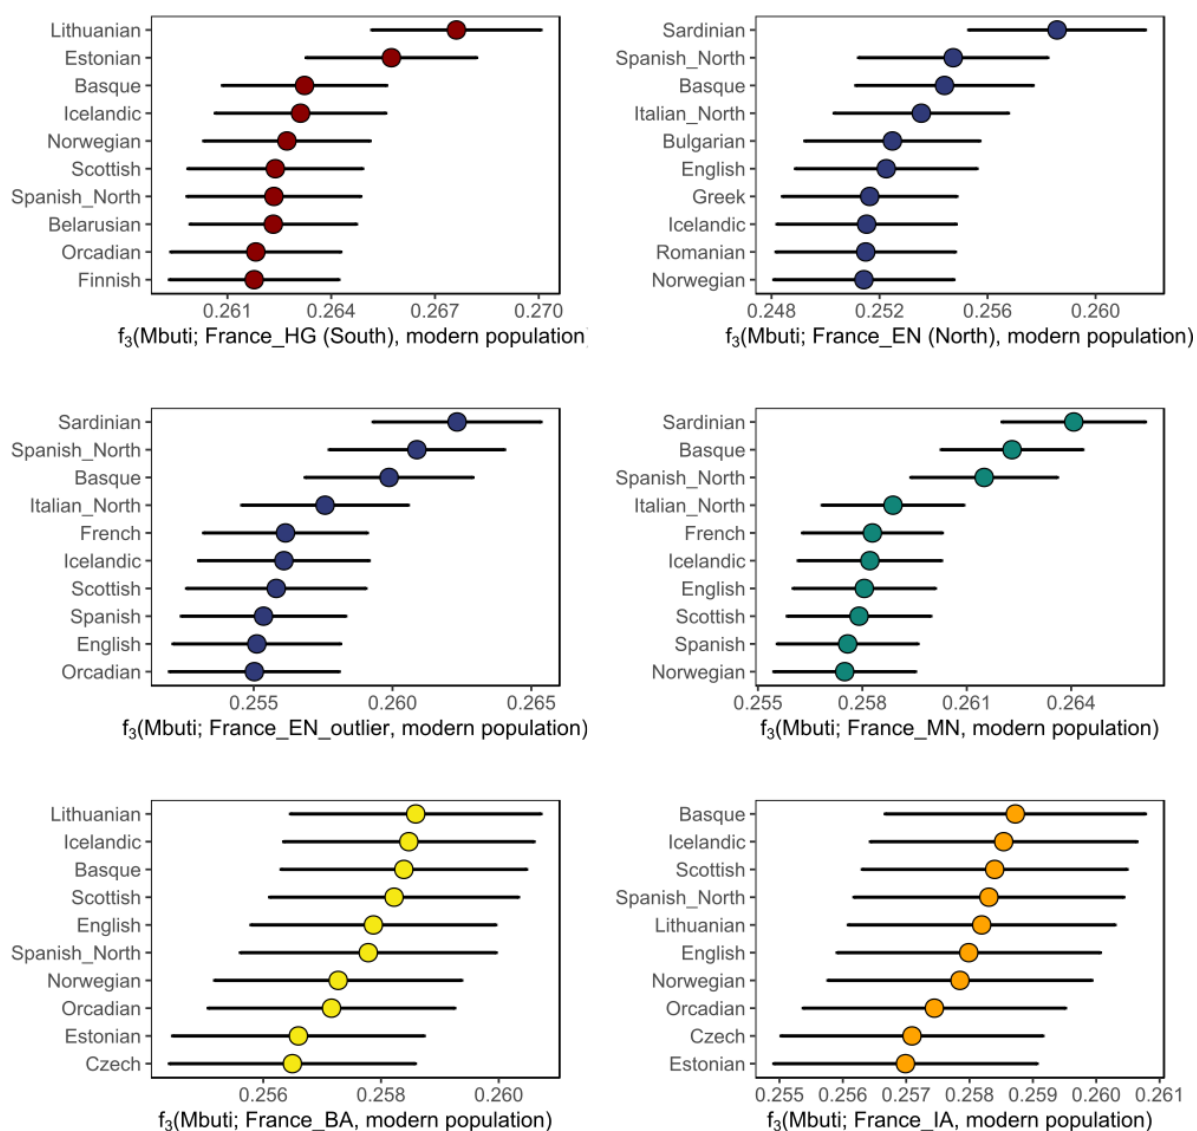 Lithuanian
Estonian
Basque
Icelandic
Norwegian
Scottish
Spanish_North
Belarusian
Orcadian
Finnish
0.261 0.264 0.267 0.270
f₃(Mbuti; France_HG (South), modern population)
Sardinian
Spanish_North
Basque
Italian_North
Bulgarian
English
Greek
Icelandic
Romanian
Norwegian
0.248 0.252 0.256 0.260
f₃(Mbuti; France_EN (North), modern population)
Sardinian
Spanish_North
Basque
Italian_North
French
Icelandic
Scottish
Spanish
English
Orcadian
0.255 0.260 0.265
f₃(Mbuti; France_EN_outlier, modern population)
Sardinian
Basque
Spanish_North
Italian_North
French
Icelandic
English
Scottish
Spanish
Norwegian
0.255 0.258 0.261 0.264
f₃(Mbuti; France_MN, modern population)
Lithuanian
Icelandic
Basque
Scottish
English
Spanish_North
Norwegian
Orcadian
Estonian
Czech
0.256 0.258 0.260
f₃(Mbuti; France_BA, modern population)
Basque
Icelandic
Scottish
Spanish_North
Lithuanian
English
Norwegian
Orcadian
Czech
Estonian
0.255 0.256 0.257 0.258 0.259 0.260 0.261
f₃(Mbuti; France_IA, modern population)